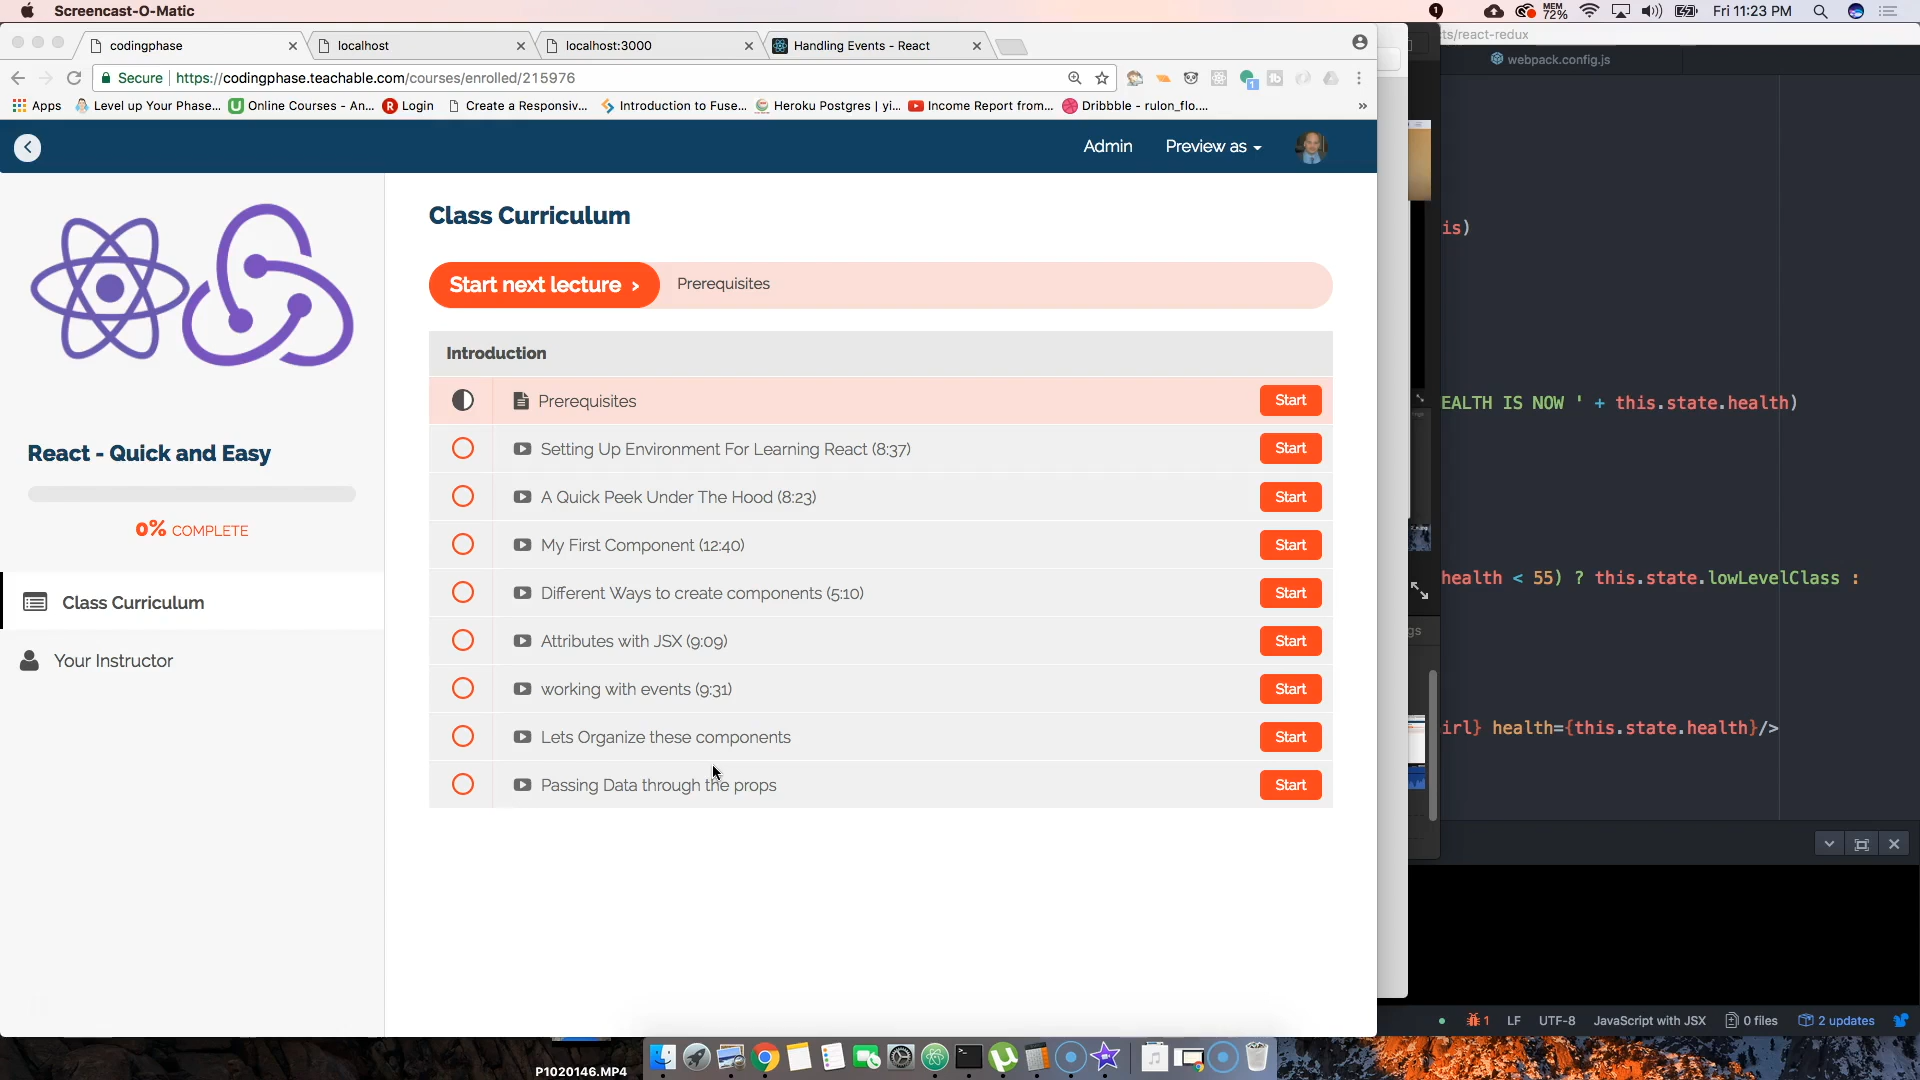 Screencast-O-Matic
1
MEM
72%
Fri 11:23 PM
codingphase
localhost
localhost:3000
Handling Events - React
ts/react-redux
Secure
https://codingphase.teachable.com/courses/enrolled/215976
1
webpack.config.js
Apps
Level up Your Phase...
Online Courses - An...
Login
Create a Responsiv...
Introduction to Fuse...
Heroku Postgres | yi...
Income Report from...
Dribbble - rulon_flo....
»
Admin
Preview as
Class Curriculum
is)
Start next lecture ›
Prerequisites
Introduction
Prerequisites
Start
EALTH IS NOW ' + this.state.health)
React - Quick and Easy
Setting Up Environment For Learning React (8:37)
Start
A Quick Peek Under The Hood (8:23)
Start
0% COMPLETE
My First Component (12:40)
Start
health < 55) ? this.state.lowLevelClass :
Different Ways to create components (5:10)
Start
Class Curriculum
gs
Attributes with JSX (9:09)
Start
Your Instructor
working with events (9:31)
Start
Lets Organize these components
Start
irl} health={this.state.health}/>
Passing Data through the props
Start
1
LF
UTF-8
JavaScript with JSX
0 files
2 updates
P1020146.MP4